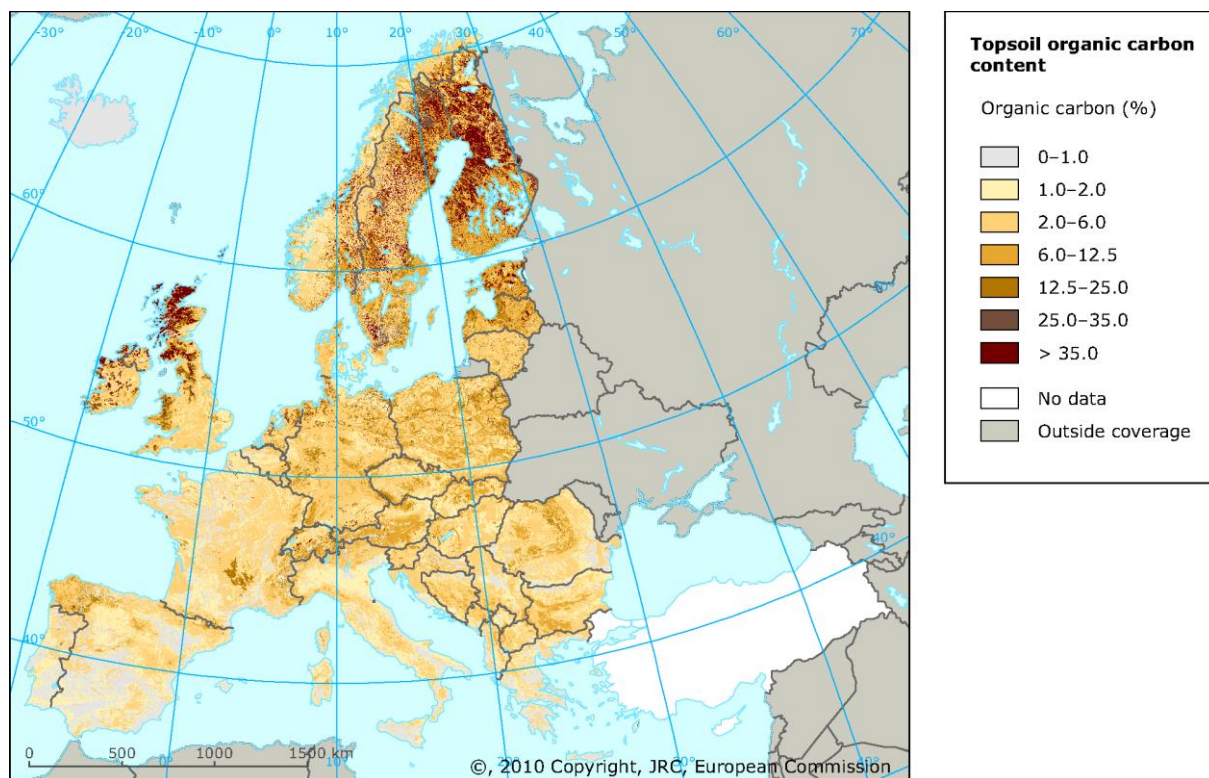 -30° -20° -10° 0° 10° 20° 30° 40° 50° 60° 70°
60°
50°
50°
40°
40°
0 500 1000 1500 km
©, 2010 Copyright, JRC, European Commission
Topsoil organic carbon
content
Organic carbon (%)
0–1.0
1.0–2.0
2.0–6.0
6.0–12.5
12.5–25.0
25.0–35.0
> 35.0
No data
Outside coverage